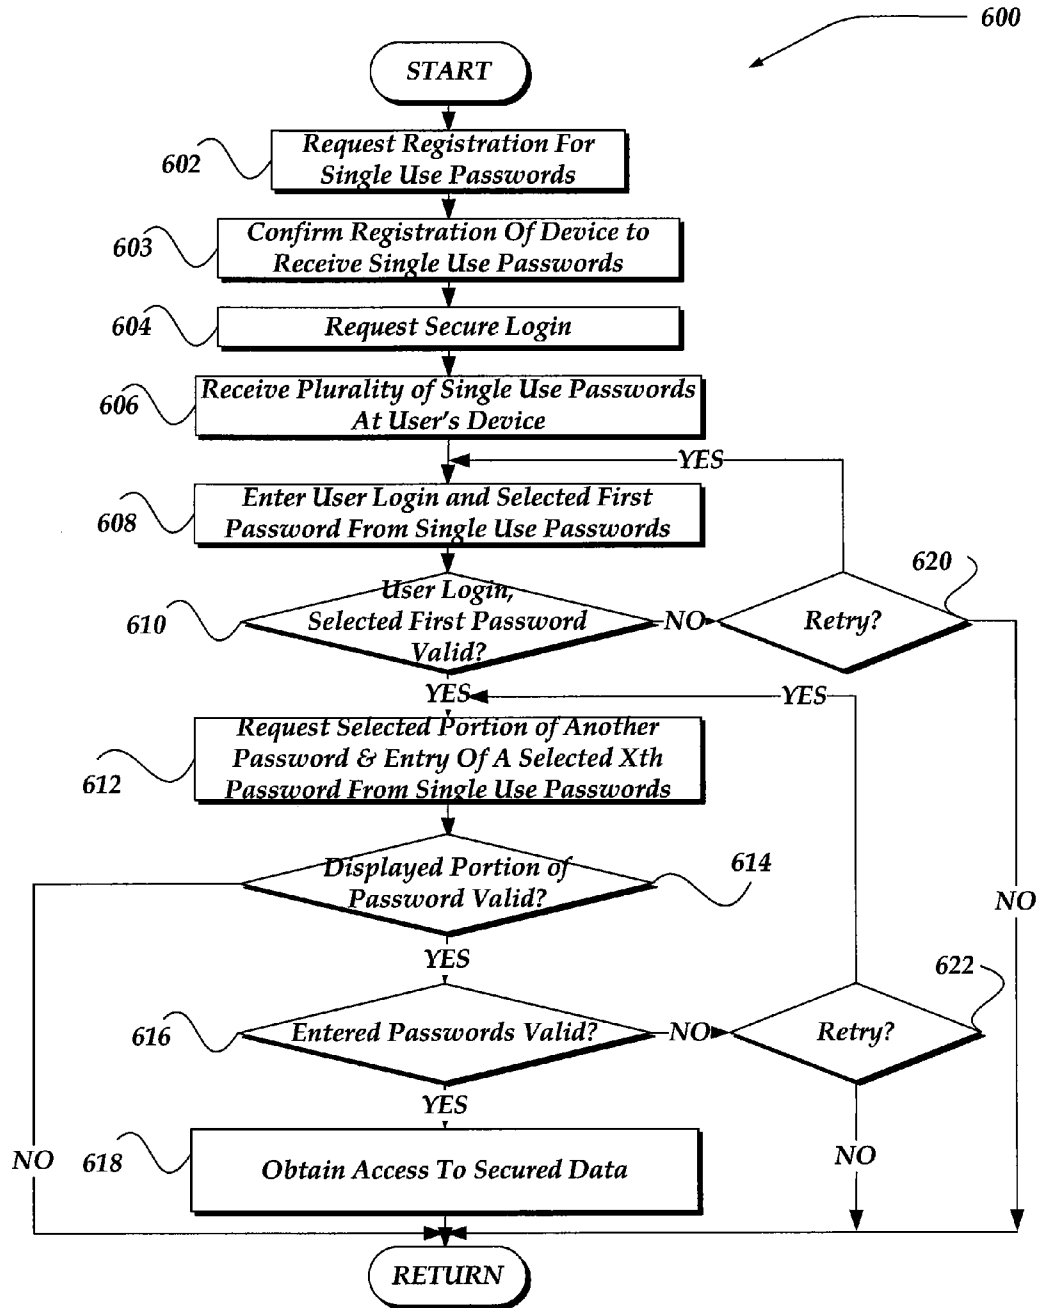 600
START
602
Request Registration For
Single Use Passwords
603
Confirm Registration Of Device to
Receive Single Use Passwords
604
Request Secure Login
606
Receive Plurality of Single Use Passwords
At User's Device
YES
608
Enter User Login and Selected First
Password From Single Use Passwords
610
User Login,
Selected First Password
Valid?
NO
Retry?
620
YES
YES
612
Request Selected Portion of Another
Password & Entry Of A Selected Xth
Password From Single Use Passwords
Displayed Portion of
Password Valid?
614
NO
YES
616
Entered Passwords Valid?
NO
Retry?
622
YES
NO
618
Obtain Access To Secured Data
NO
RETURN